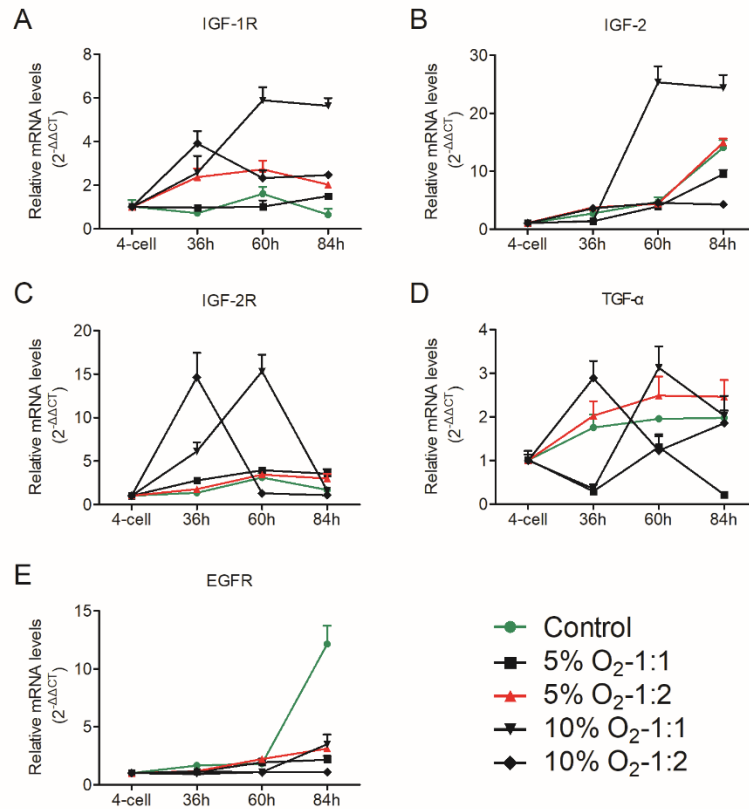 A
IGF-1R
Relative mRNA levels
(2-ΔΔCT)
8
6
4
2
0
4-cell 36h 60h 84h
B
IGF-2
Relative mRNA levels
(2-ΔΔCT)
30
20
10
0
4-cell 36h 60h 84h
C
IGF-2R
Relative mRNA levels
(2-ΔΔCT)
20
15
10
5
0
4-cell 36h 60h 84h
D
TGF-α
Relative mRNA levels
(2-ΔΔCT)
4
3
2
1
0
4-cell 36h 60h 84h
E
EGFR
Relative mRNA levels
(2-ΔΔCT)
15
10
5
0
4-cell 36h 60h 84h
Control
5% O₂-1:1
5% O₂-1:2
10% O₂-1:1
10% O₂-1:2